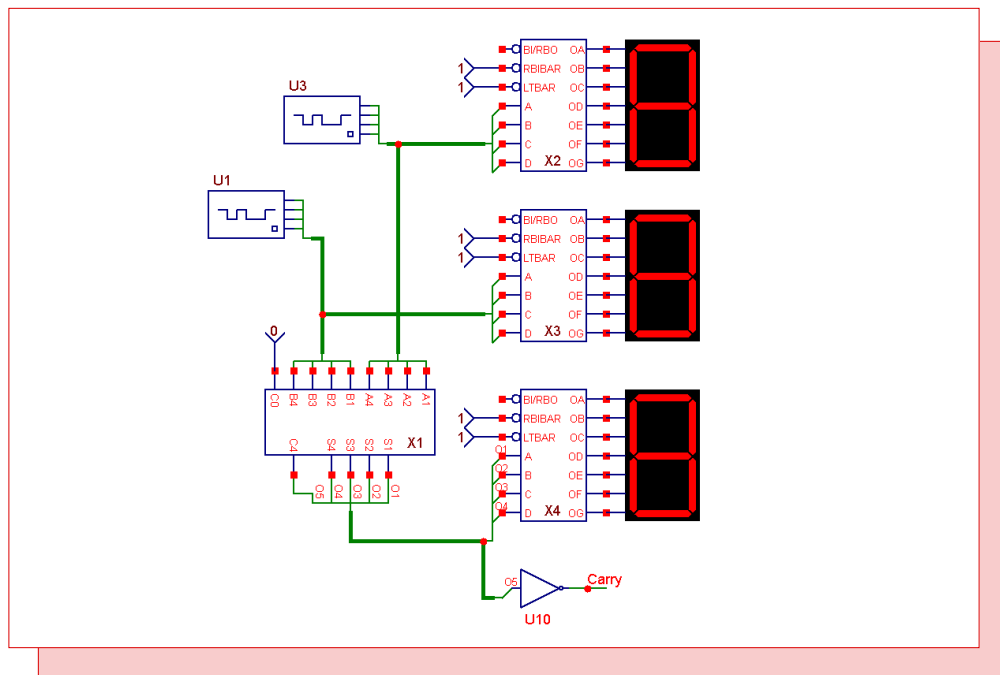 U3
U1
0
1
1
BI/RBO OA
RBIBAR OB
LTBAR OC
A OD
B OE
C OF
D OG
X2
1
1
BI/RBO OA
RBIBAR OB
LTBAR OC
A OD
B OE
C OF
D OG
X3
C0 B4 B3 B2 B1 A4 A3 A2 A1
X1
C4 S4 S3 S2 S1
O5 O4 O3 O2 O1
1
1
BI/RBO OA
RBIBAR OB
LTBAR OC
O1 A OD
O2 B OE
O3 C OF
O4 D OG
X4
O5
Carry
U10